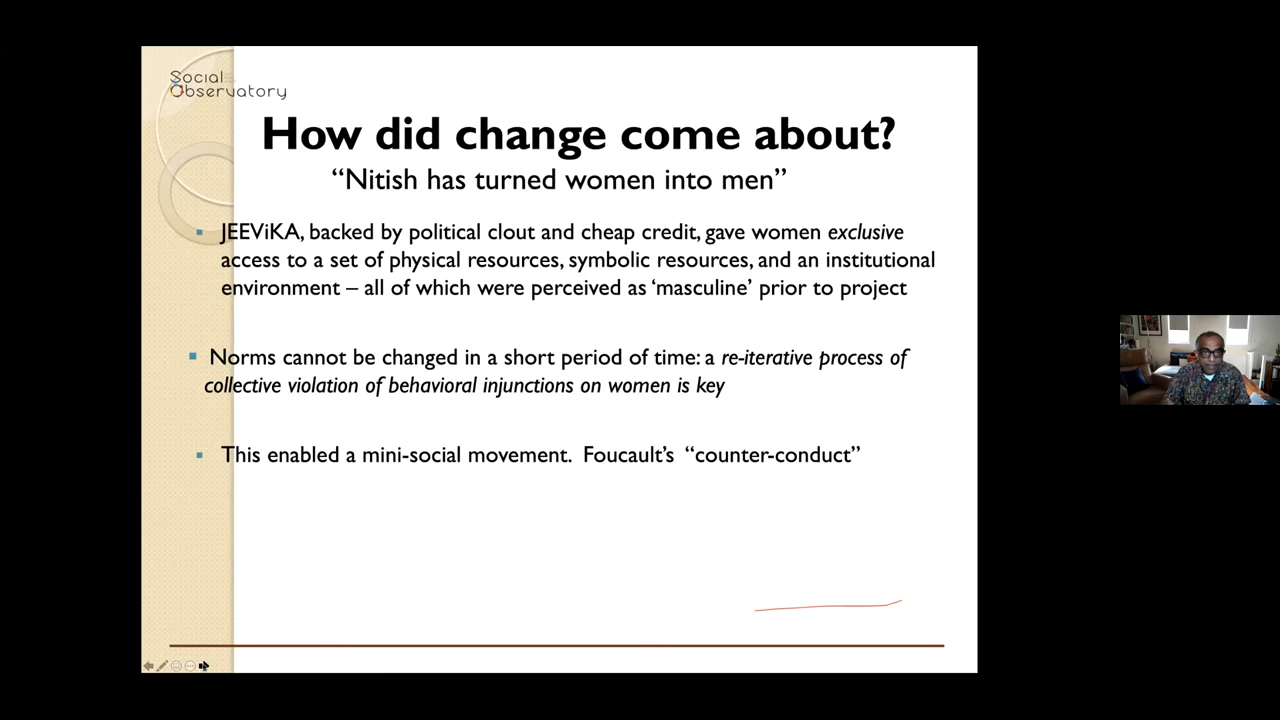 Social
Observatory
How did change come about?
“Nitish has turned women into men”
▪ JEEViKA, backed by political clout and cheap credit, gave women exclusive
access to a set of physical resources, symbolic resources, and an institutional
environment – all of which were perceived as ‘masculine’ prior to project
▪ Norms cannot be changed in a short period of time: a re-iterative process of
collective violation of behavioral injunctions on women is key
▪ This enabled a mini-social movement. Foucault’s “counter-conduct”